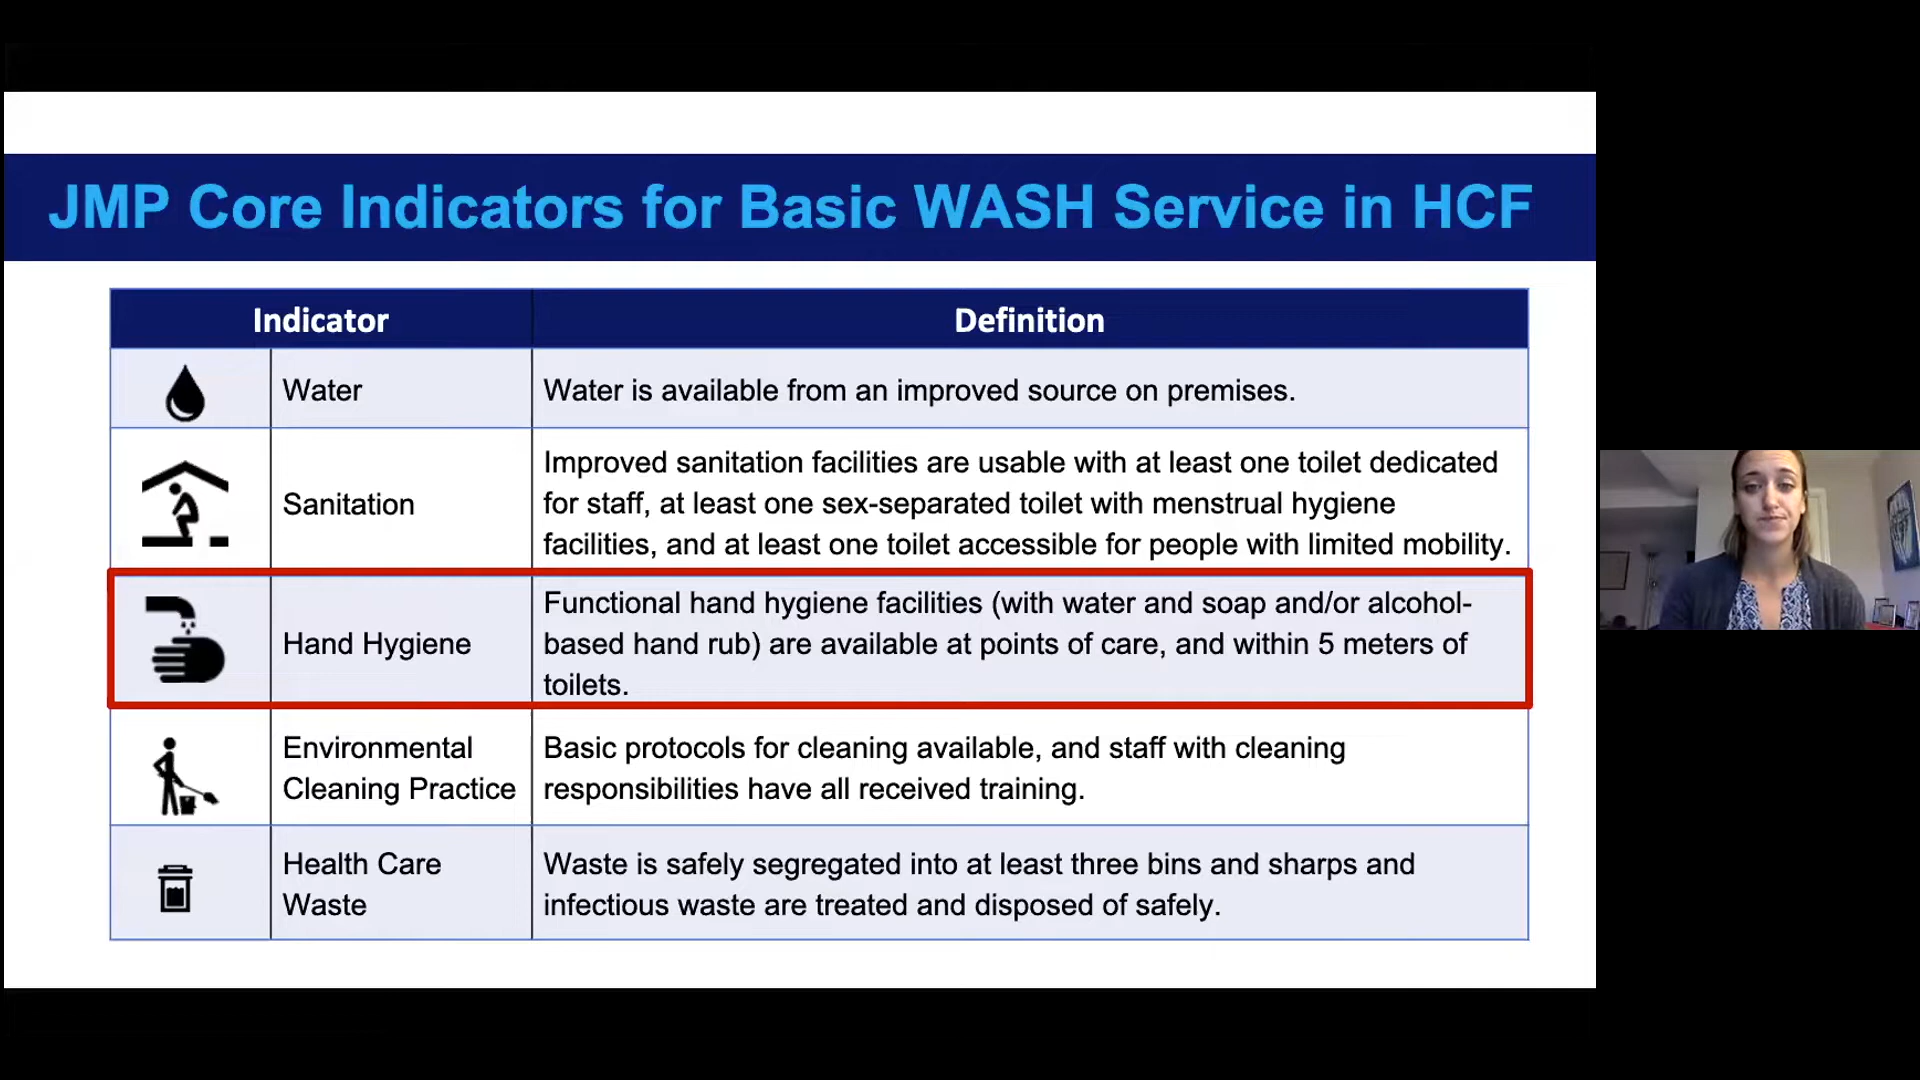 JMP Core Indicators for Basic WASH Service in HCF
Indicator
Definition
Water
Water is available from an improved source on premises.
Sanitation
Improved sanitation facilities are usable with at least one toilet dedicated
for staff, at least one sex-separated toilet with menstrual hygiene
facilities, and at least one toilet accessible for people with limited mobility.
Hand Hygiene
Functional hand hygiene facilities (with water and soap and/or alcohol-
based hand rub) are available at points of care, and within 5 meters of
toilets.
Environmental
Cleaning Practice
Basic protocols for cleaning available, and staff with cleaning
responsibilities have all received training.
Health Care
Waste
Waste is safely segregated into at least three bins and sharps and
infectious waste are treated and disposed of safely.